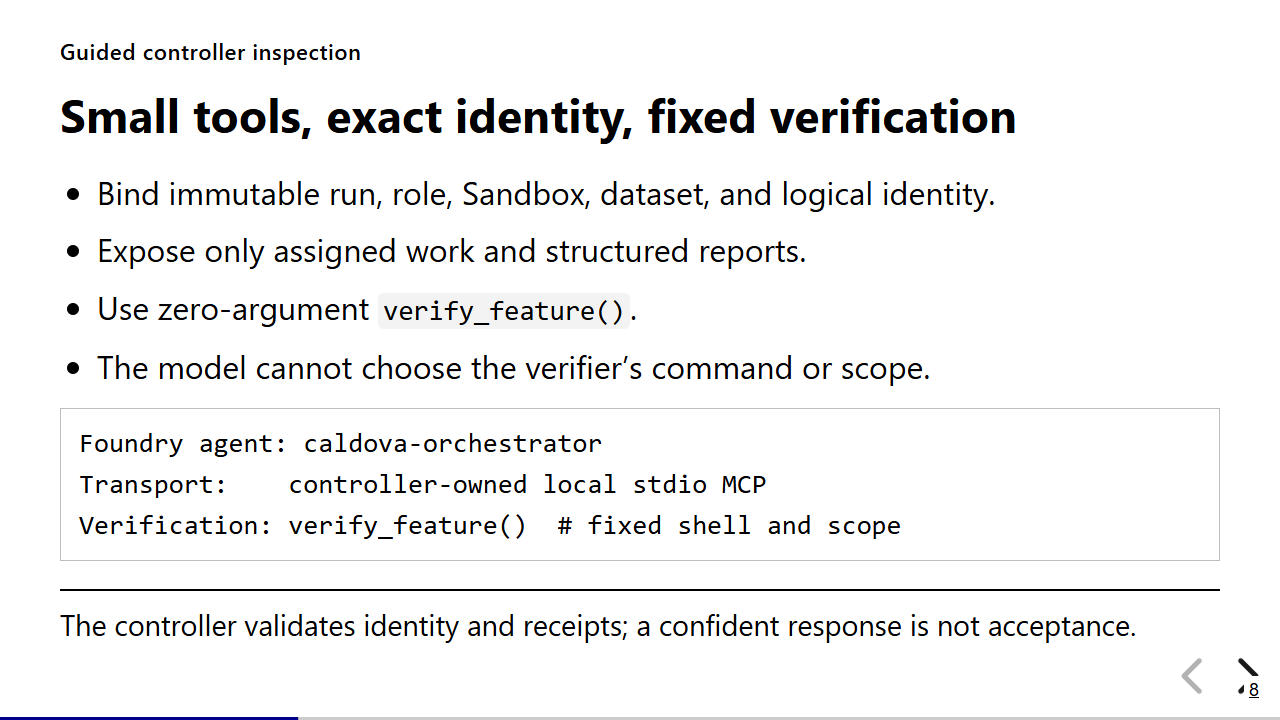 Guided controller inspection
Small tools, exact identity, fixed verification
• Bind immutable run, role, Sandbox, dataset, and logical identity.
• Expose only assigned work and structured reports.
• Use zero-argument verify_feature().
• The model cannot choose the verifier’s command or scope.
Foundry agent: caldova-orchestrator
Transport:    controller-owned local stdio MCP
Verification: verify_feature()  # fixed shell and scope
The controller validates identity and receipts; a confident response is not acceptance.
8